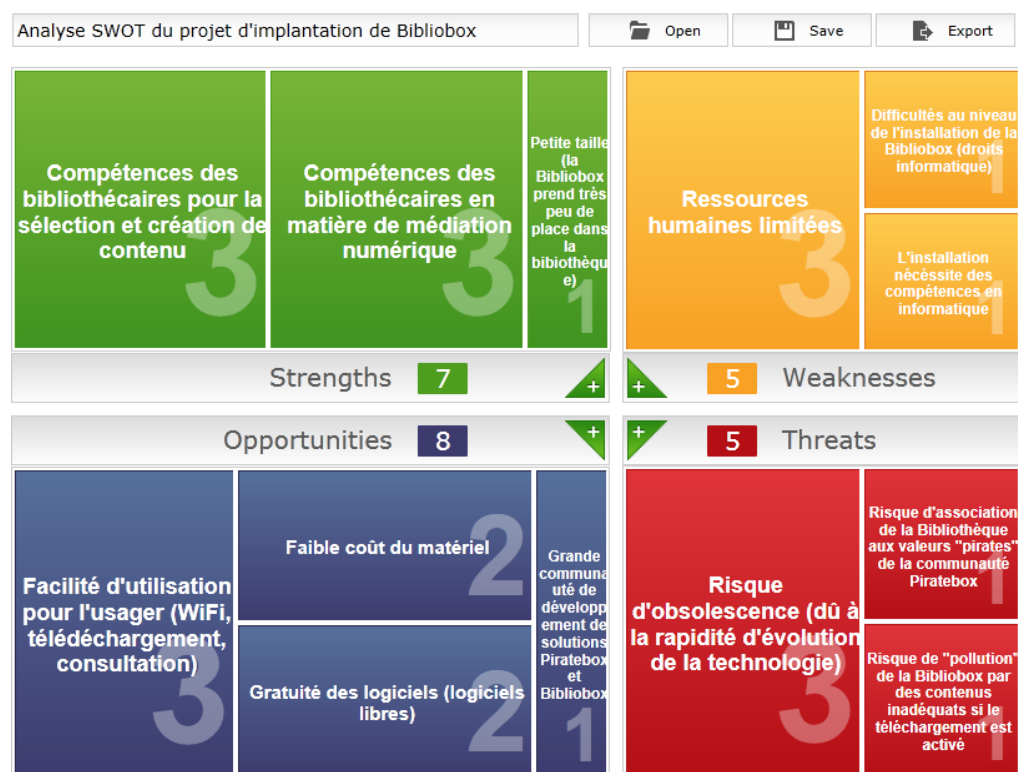 Analyse SWOT du projet d'implantation de Bibliobox
Open
Save
Export
Compétences des
bibliothécaires pour la
sélection et création de
contenu
3
Compétences des
bibliothécaires en
matière de médiation
numérique
3
Petite taille
(la
Bibliobox
prend très
peu de
place dans
la
bibiothèqu
e)
1
Ressources
humaines limitées
3
Difficultés au niveau
de l'installation de la
Bibliobox (droits
informatique)
1
L'installation
nécéssite des
compétences en
informatique
1
Strengths 7
+
+
5 Weaknesses
Opportunities 8
+
+
5 Threats
Facilité d'utilisation
pour l'usager (WiFi,
télédéchargement,
consultation)
3
Faible coût du matériel
2
Gratuité des logiciels (logiciels
libres)
2
Grande
communa
uté de
développ
ement de
solutions
Piratebox
et
Bibliobox
1
Risque
d'obsolescence (dû à
la rapidité d'évolution
de la technologie)
3
Risque d'association
de la Bibliothèque
aux valeurs "pirates"
de la communauté
Piratebox
1
Risque de "pollution"
de la Bibliobox par
des contenus
inadéquats si le
téléchargement est
activé
1